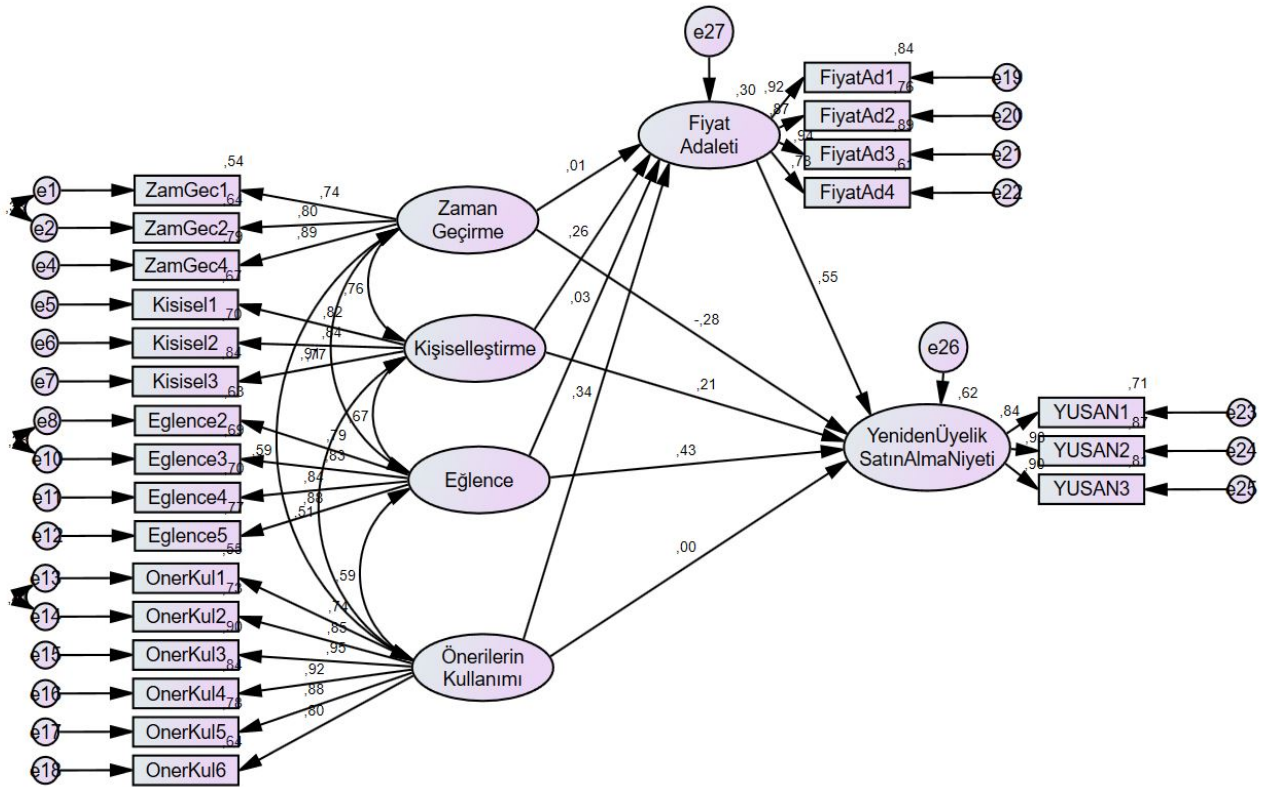 e27
,84
,30
,92
FiyatAd1
e19
,76
,87
FiyatAd2
e20
,89
,94
FiyatAd3
e21
,61
,78
FiyatAd4
e22
Fiyat
Adaleti
,54
e1
ZamGec1
,74
,64
e2
ZamGec2
,80
,79
e4
ZamGec4
,89
Zaman
Geçirme
,01
,67
e5
Kisisel1
,82
,70
e6
Kisisel2
,84
,84
e7
Kisisel3
Kişiselleştirme
,76
,26
,03
,34
,55
-,28
,21
,43
,00
,63
e8
Eglence2
,79
,69
e10
Eglence3
,83
,70
e11
Eglence4
,84
,77
e12
Eglence5
,88
Eğlence
,67
,59
,51
,59
,55
e13
OnerKul1
,74
,73
e14
OnerKul2
,85
,90
e15
OnerKul3
,95
,84
e16
OnerKul4
,92
,78
e17
OnerKul5
,88
,64
e18
OnerKul6
,80
Önerilerin
Kullanımı
e26
,62
YenidenÜyelik
SatınAlmaNiyeti
,71
,84
YUSAN1
e23
,87
,93
YUSAN2
e24
,81
,90
YUSAN3
e25